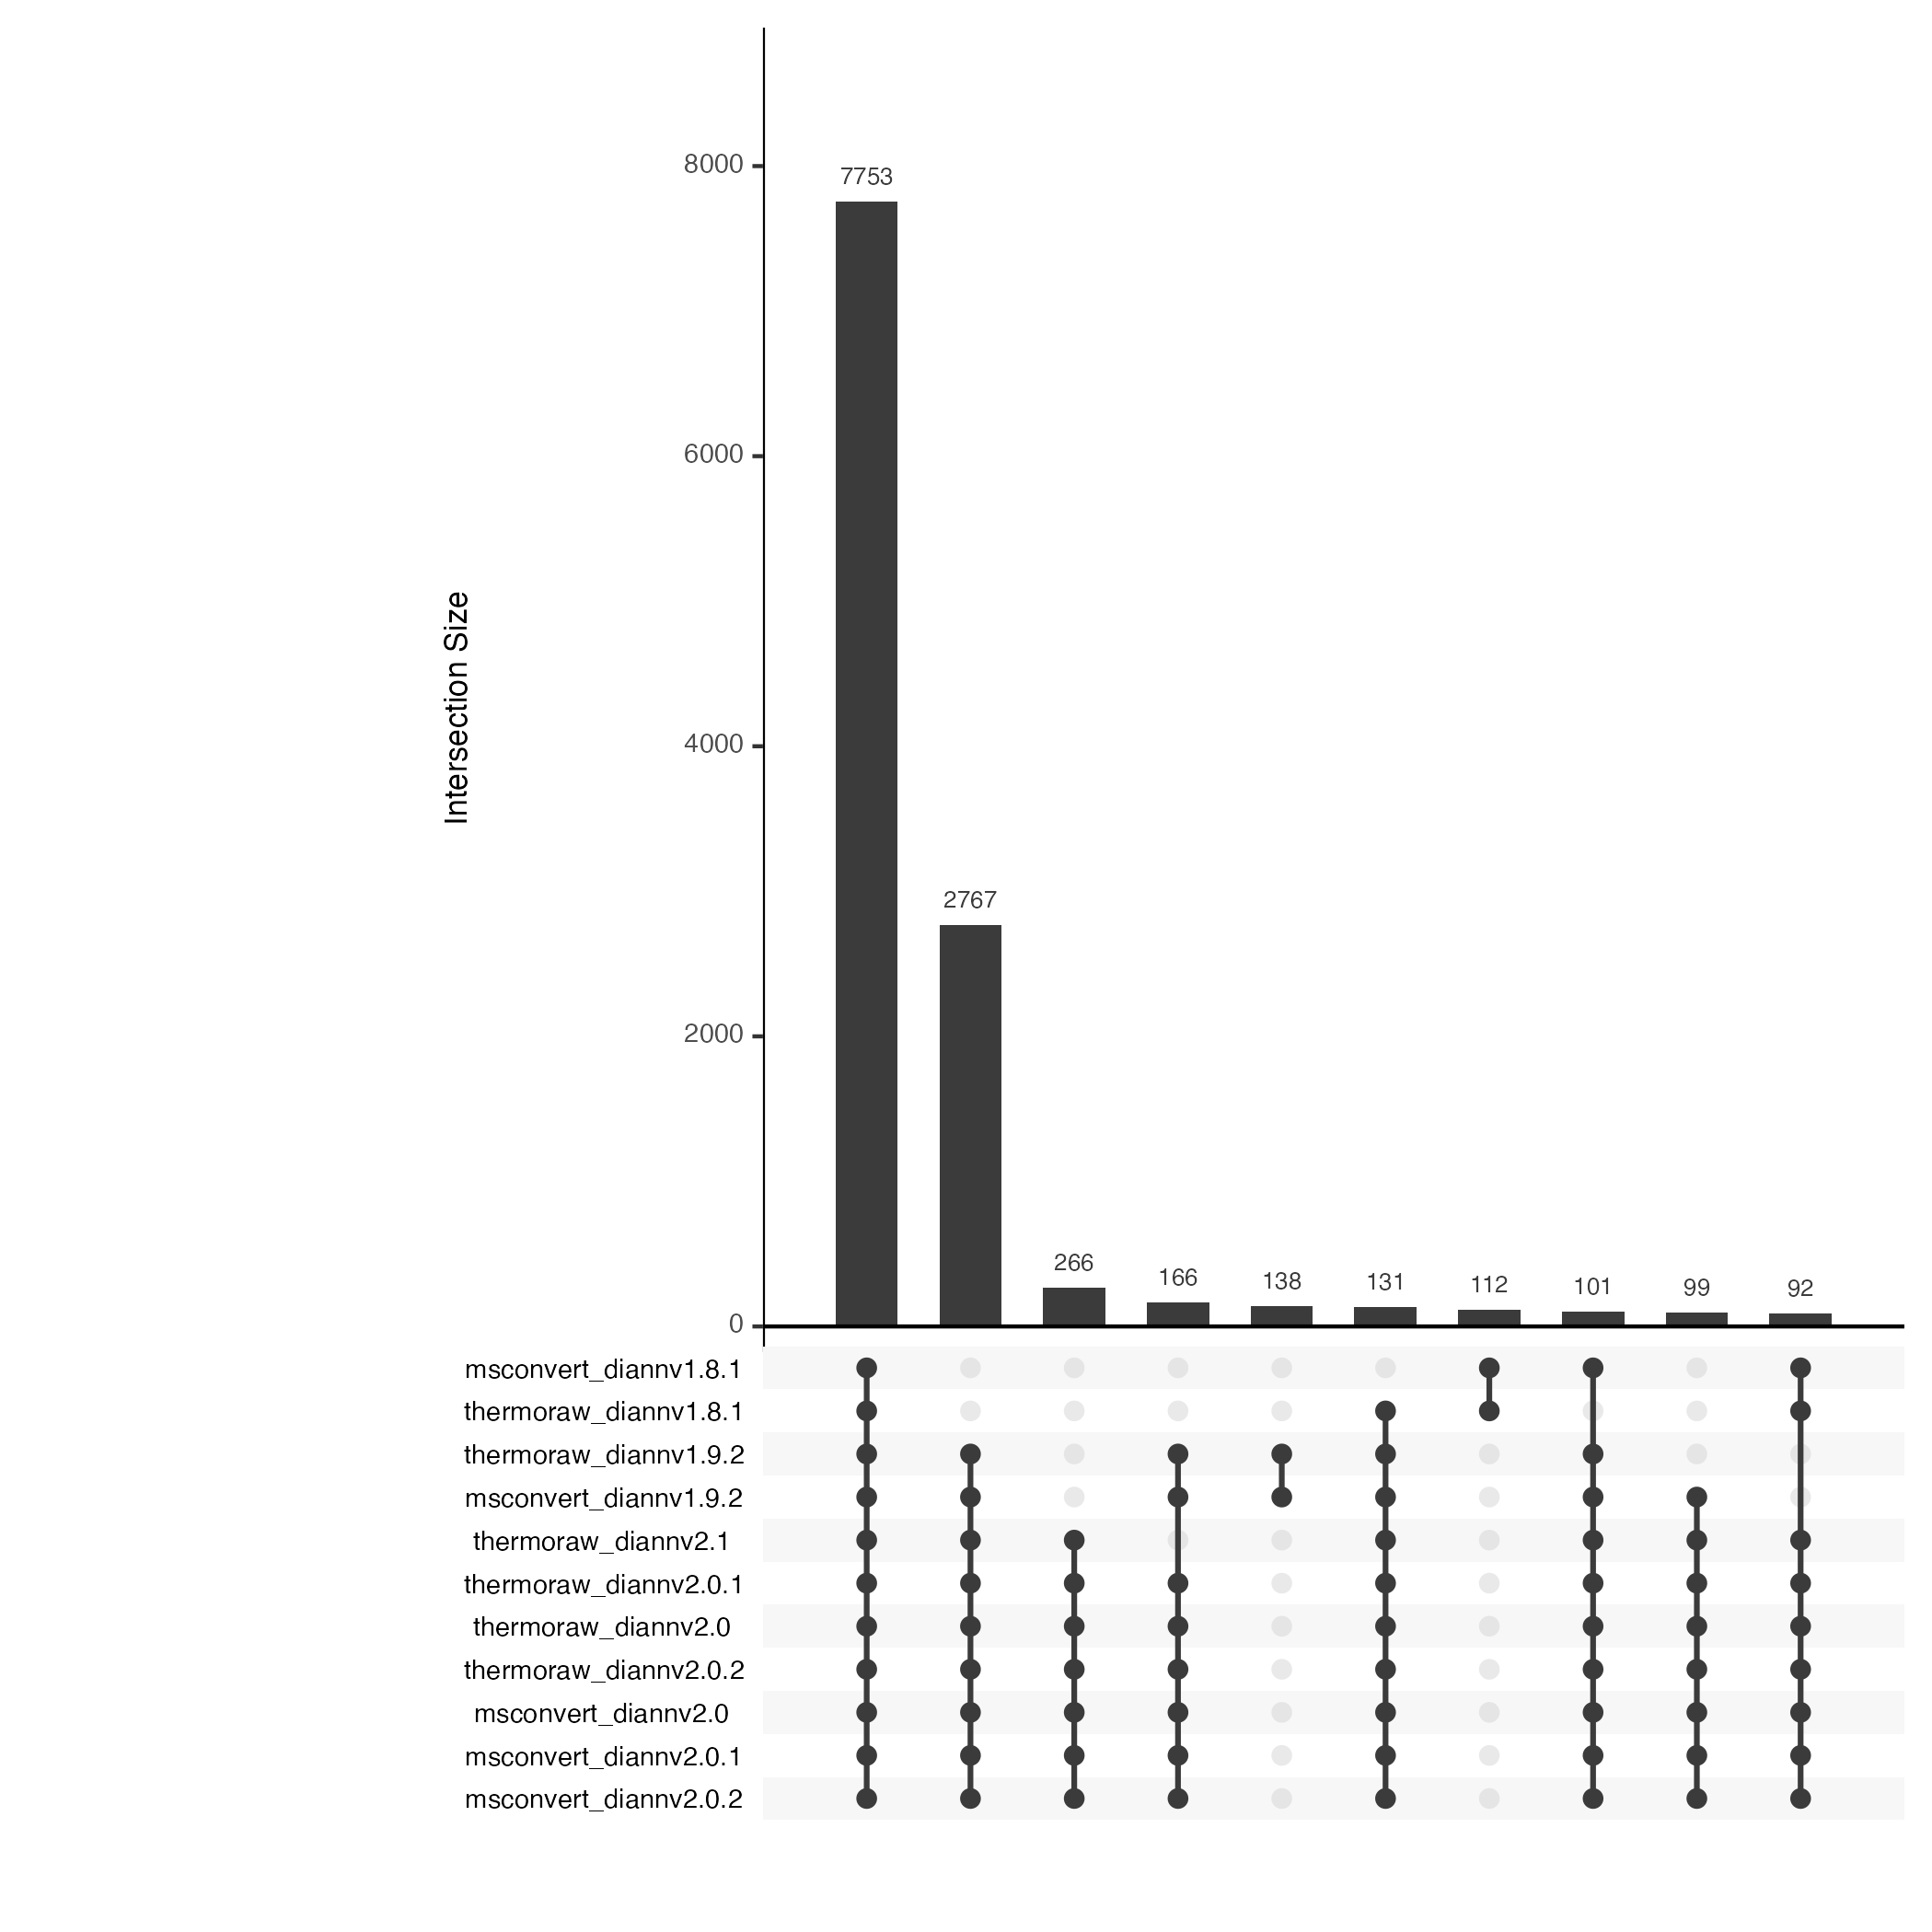 Intersection Size
8000
6000
4000
2000
0
7753
2767
266
166
138
131
112
101
99
92
msconvert_diannv1.8.1
thermoraw_diannv1.8.1
thermoraw_diannv1.9.2
msconvert_diannv1.9.2
thermoraw_diannv2.1
thermoraw_diannv2.0.1
thermoraw_diannv2.0
thermoraw_diannv2.0.2
msconvert_diannv2.0
msconvert_diannv2.0.1
msconvert_diannv2.0.2